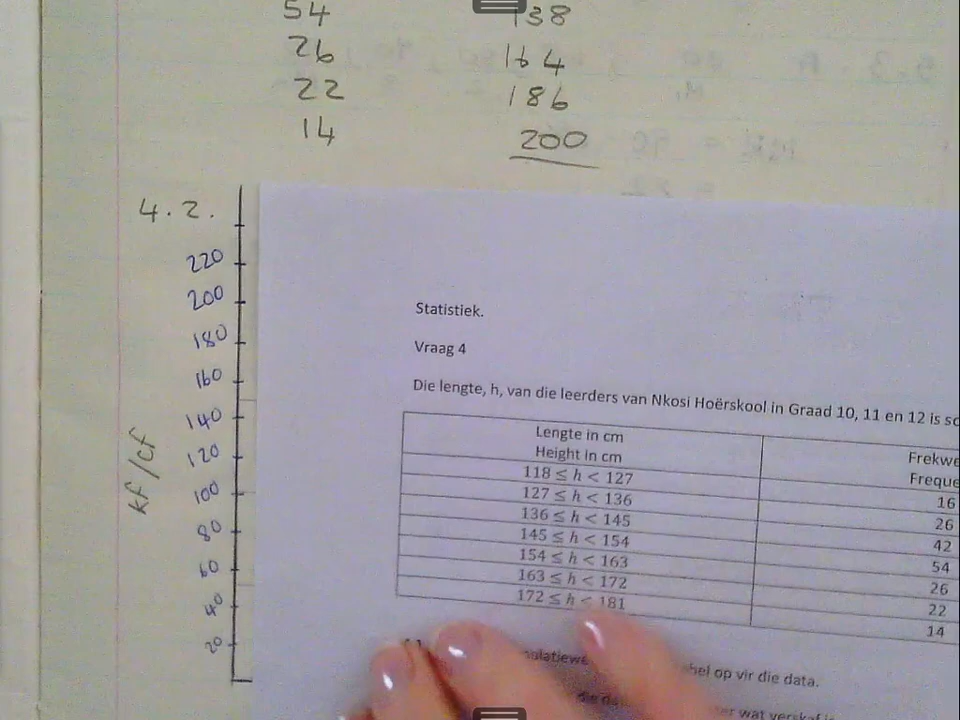 54 138
26 164
22 186
14 200
4.2.
220
200
180
160
140
120
100
80
60
40
20
kf/cf
Statistiek.
Vraag 4
Die lengte, h, van die leerders van Nkosi Hoërskool in Graad 10, 11 en 12 is
Lengte in cm Frekwe
Height in cm Freque
118 ≤ h < 127 16
127 ≤ h < 136 26
136 ≤ h < 145 42
145 ≤ h < 154 54
154 ≤ h < 163 26
163 ≤ h < 172 22
172 ≤ h < 181 14
op vir die data.
wat